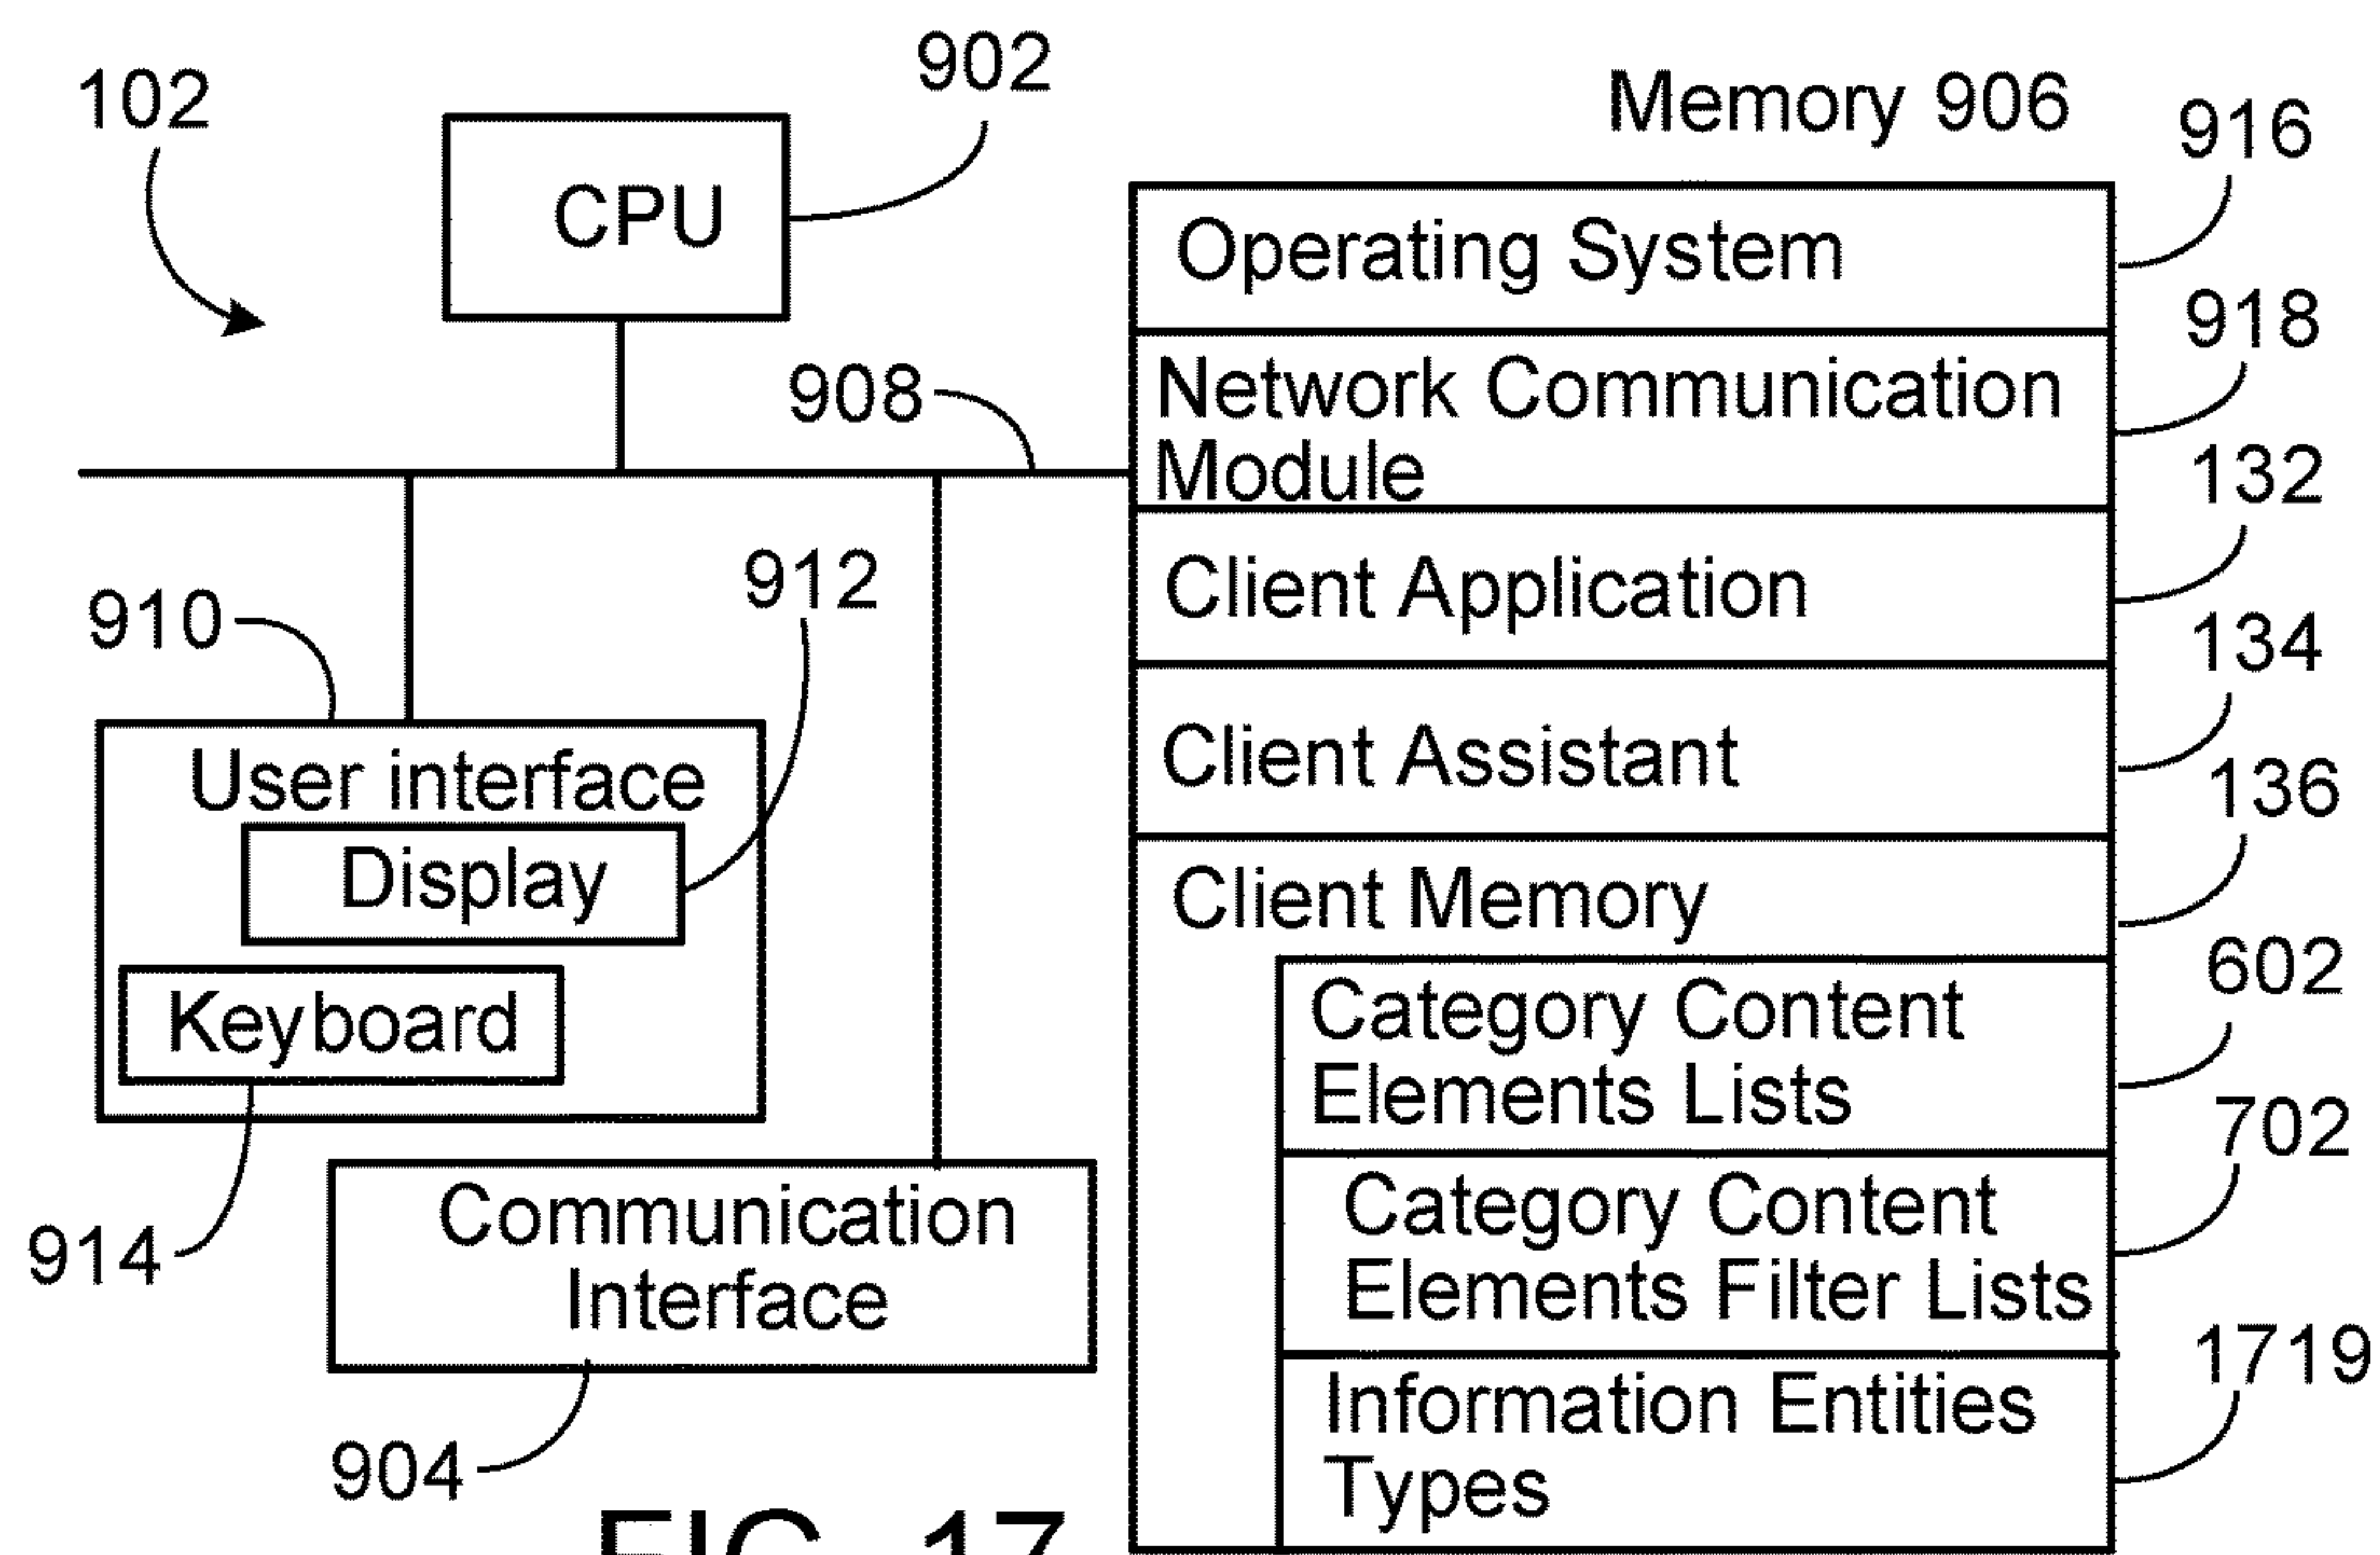 102
902
CPU
908
910
912
User interface
Display
Keyboard
914
Communication
Interface
904
FIG. 17
Memory 906
Operating System
916
Network Communication
Module
918
Client Application
132
Client Assistant
134
Client Memory
136
Category Content
Elements Lists
602
Category Content
Elements Filter Lists
702
Information Entities
Types
1719